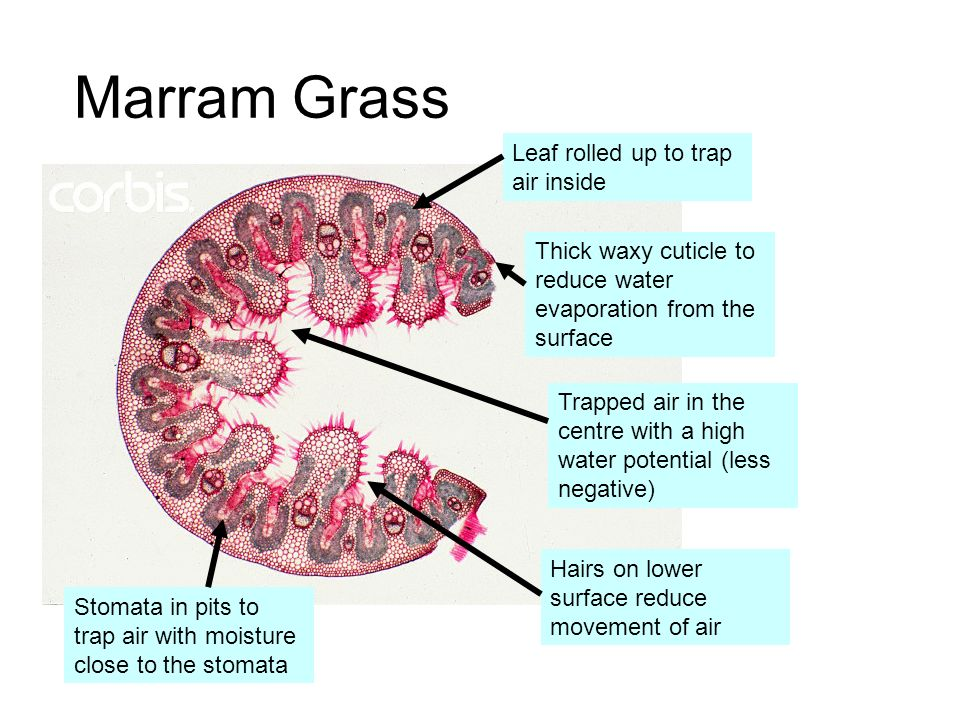 Marram Grass
corbis.
Leaf rolled up to trap
air inside
Thick waxy cuticle to
reduce water
evaporation from the
surface
Trapped air in the
centre with a high
water potential (less
negative)
Hairs on lower
surface reduce
movement of air
Stomata in pits to
trap air with moisture
close to the stomata